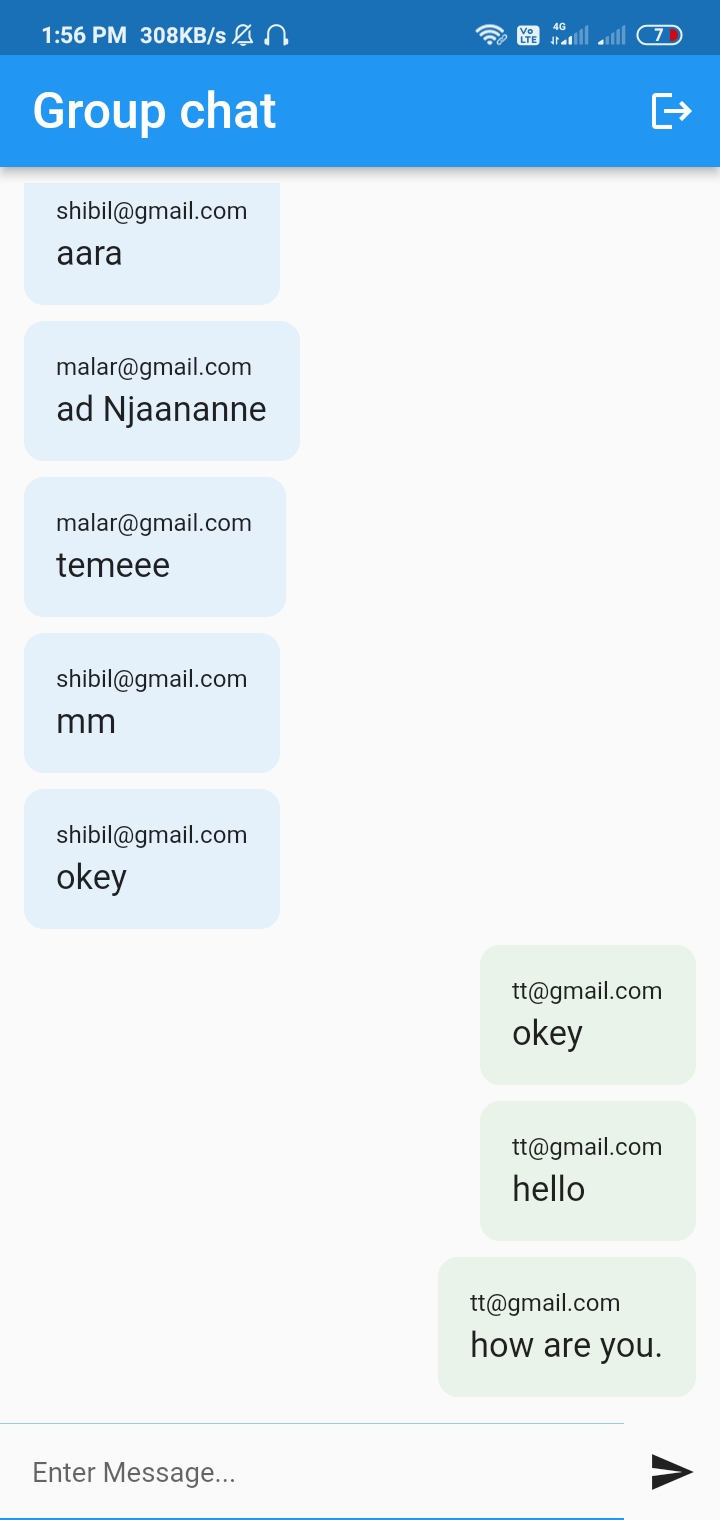 1:56 PM 308KB/s
Vo LTE 4G 7
Group chat
shibil@gmail.com
aara
malar@gmail.com
ad Njaananne
malar@gmail.com
temeee
shibil@gmail.com
mm
shibil@gmail.com
okey
tt@gmail.com
okey
tt@gmail.com
hello
tt@gmail.com
how are you.
Enter Message...